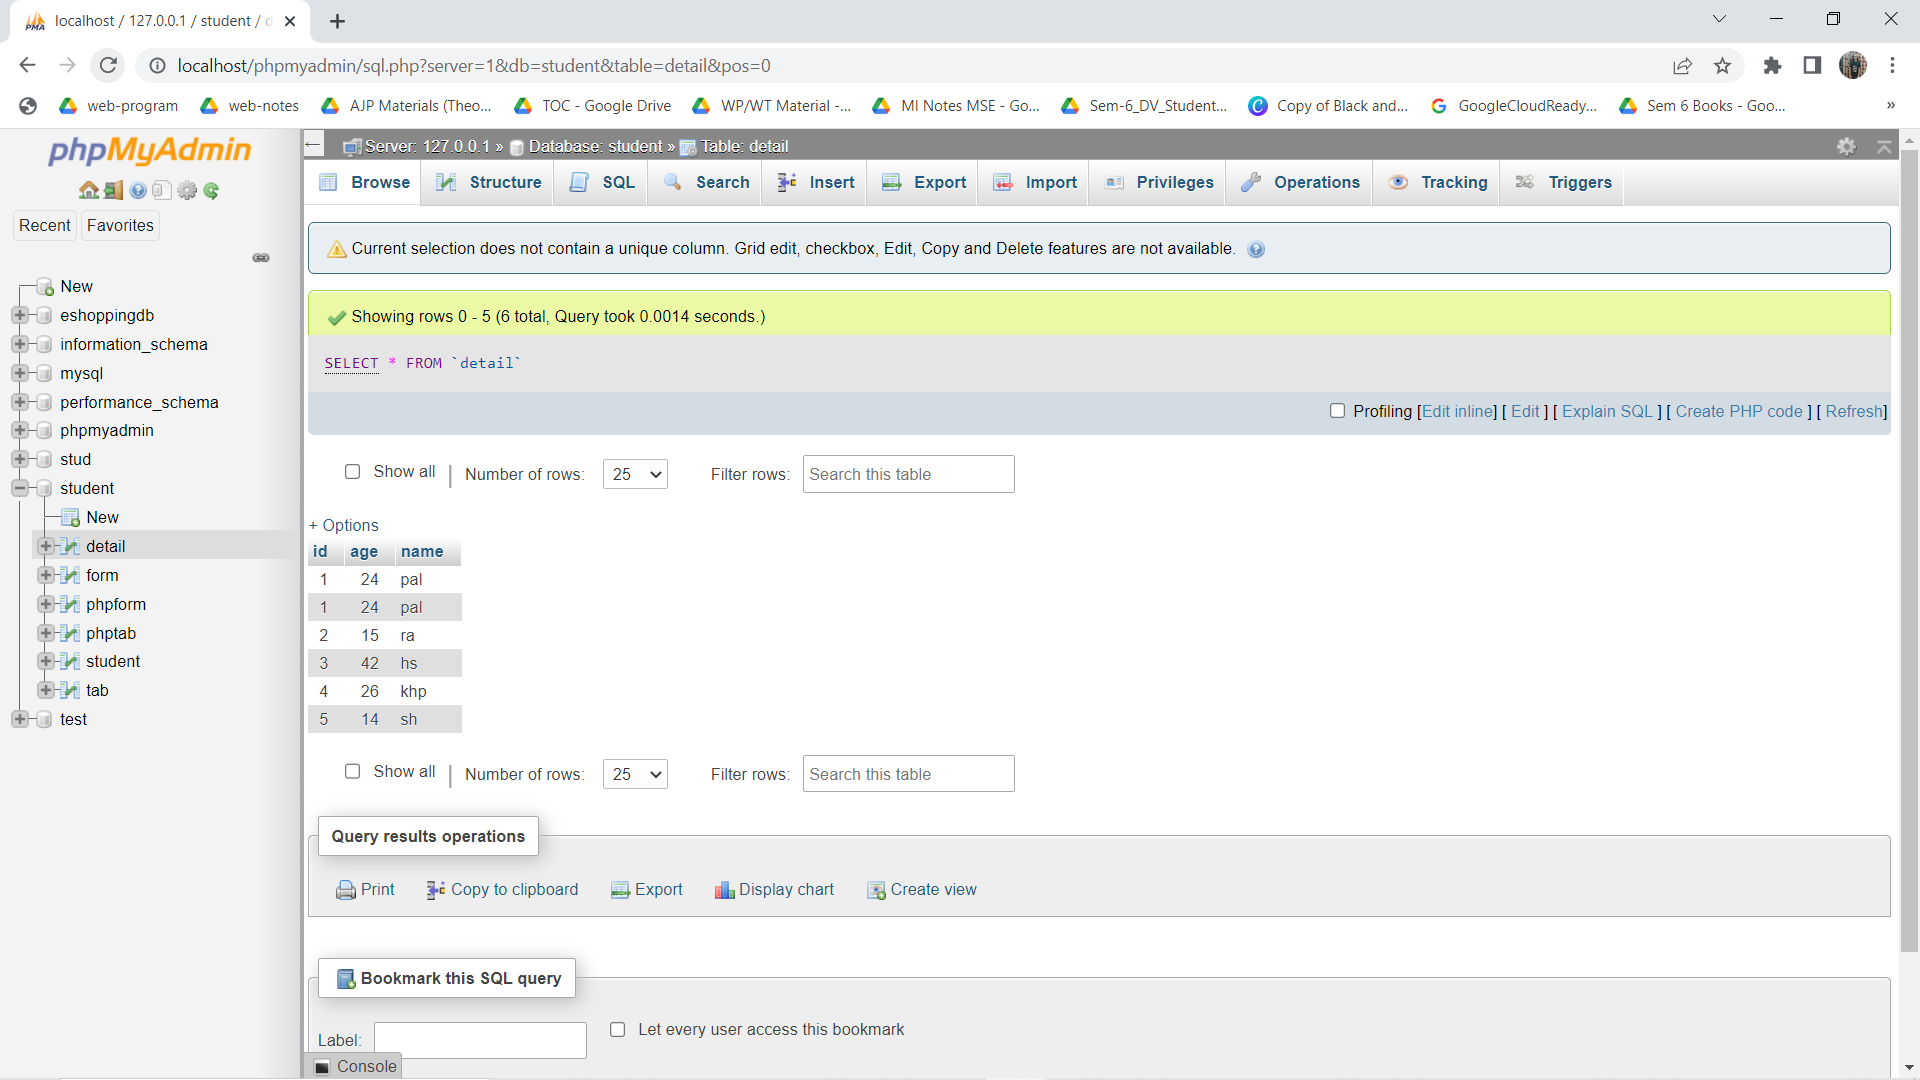 localhost / 127.0.0.1 / student / d
localhost/phpmyadmin/sql.php?server=1&db=student&table=detail&pos=0
web-program web-notes AJP Materials (Theo... TOC - Google Drive WP/WT Material -... MI Notes MSE - Go... Sem-6_DV_Student... Copy of Black and... GoogleCloudReady... Sem 6 Books - Goo... »
phpMyAdmin
Recent Favorites
New
eshoppingdb
information_schema
mysql
performance_schema
phpmyadmin
stud
student
New
detail
form
phpform
phptab
student
tab
test
Server: 127.0.0.1 » Database: student » Table: detail
Browse Structure SQL Search Insert Export Import Privileges Operations Tracking Triggers
Current selection does not contain a unique column. Grid edit, checkbox, Edit, Copy and Delete features are not available.
Showing rows 0 - 5 (6 total, Query took 0.0014 seconds.)
SELECT * FROM `detail`
Profiling [Edit inline] [ Edit ] [ Explain SQL ] [ Create PHP code ] [ Refresh]
Show all | Number of rows: 25 Filter rows: Search this table
+ Options
id age name
1 24 pal
1 24 pal
2 15 ra
3 42 hs
4 26 khp
5 14 sh
Show all | Number of rows: 25 Filter rows: Search this table
Query results operations
Print Copy to clipboard Export Display chart Create view
Bookmark this SQL query
Label: Let every user access this bookmark
Console